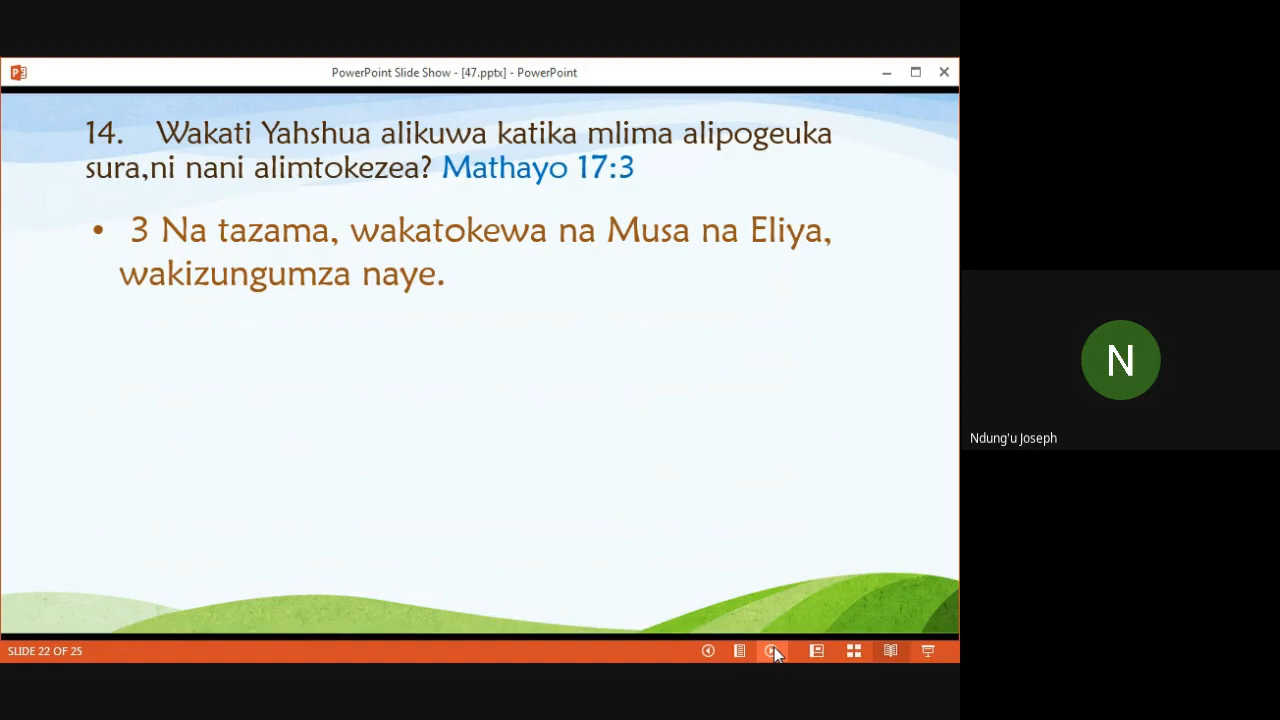 PowerPoint Slide Show - [47.pptx] - PowerPoint
14. Wakati Yahshua alikuwa katika mlima alipogeuka
sura,ni nani alimtokezea? Mathayo 17:3
• 3 Na tazama, wakatokewa na Musa na Eliya,
wakizungumza naye.
N
Ndung'u Joseph
SLIDE 22 OF 25